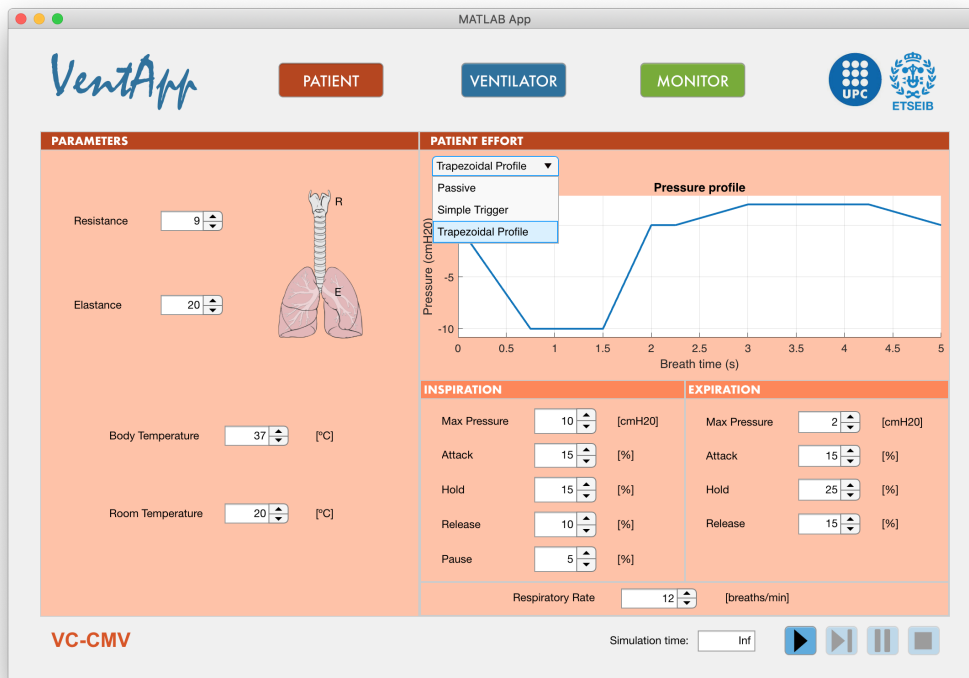 MATLAB App
VentApp
PATIENT
VENTILATOR
MONITOR
UPC
ETSEIB
PARAMETERS
Resistance 9
R
Elastance 20
E
Body Temperature 37 [ºC]
Room Temperature 20 [ºC]
PATIENT EFFORT
Trapezoidal Profile
Passive
Simple Trigger
Trapezoidal Profile
Pressure profile
Pressure (cmH20)
-5
-10
0 0.5 1 1.5 2 2.5 3 3.5 4 4.5 5
Breath time (s)
INSPIRATION
Max Pressure 10 [cmH20]
Attack 15 [%]
Hold 15 [%]
Release 10 [%]
Pause 5 [%]
EXPIRATION
Max Pressure 2 [cmH20]
Attack 15 [%]
Hold 25 [%]
Release 15 [%]
Respiratory Rate 12 [breaths/min]
VC-CMV
Simulation time: Inf